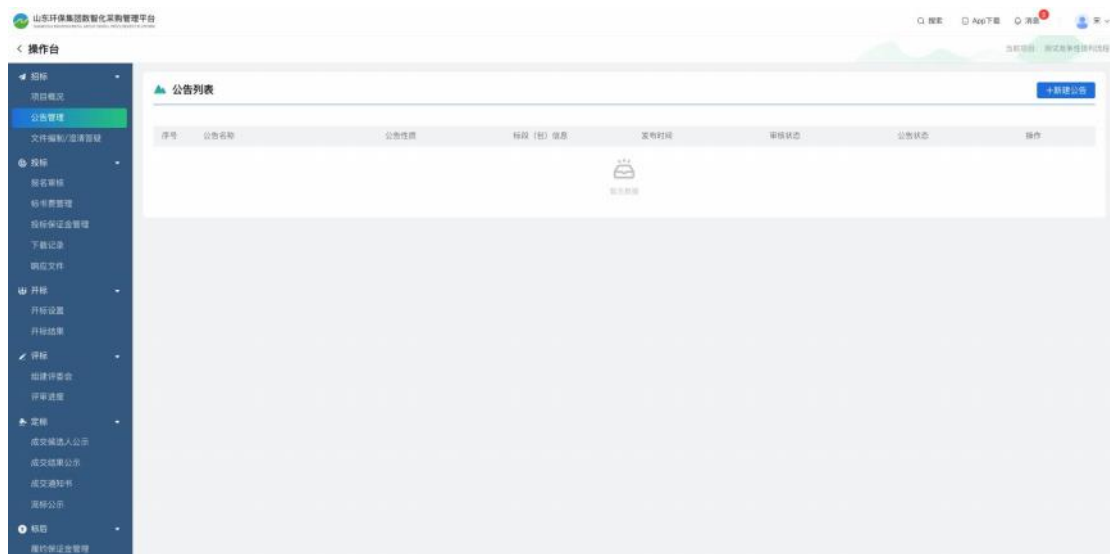 山东环保集团数智化采购管理平台
搜索 App下载 消息
操作台
当前项目
招标
项目概况
公告管理
文件编制/澄清答疑
投标
报名审核
标书费管理
投标保证金管理
下载记录
响应文件
开标
开标设置
开标结果
评标
组建评委会
评审进度
定标
成交候选人公示
成交结果公示
成交通知书
流标公示
标后
履约保证金管理
公告列表
+新建公告
序号 公告名称 公告性质 标段（包）信息 发布时间 审核状态 公告状态 操作
暂无数据